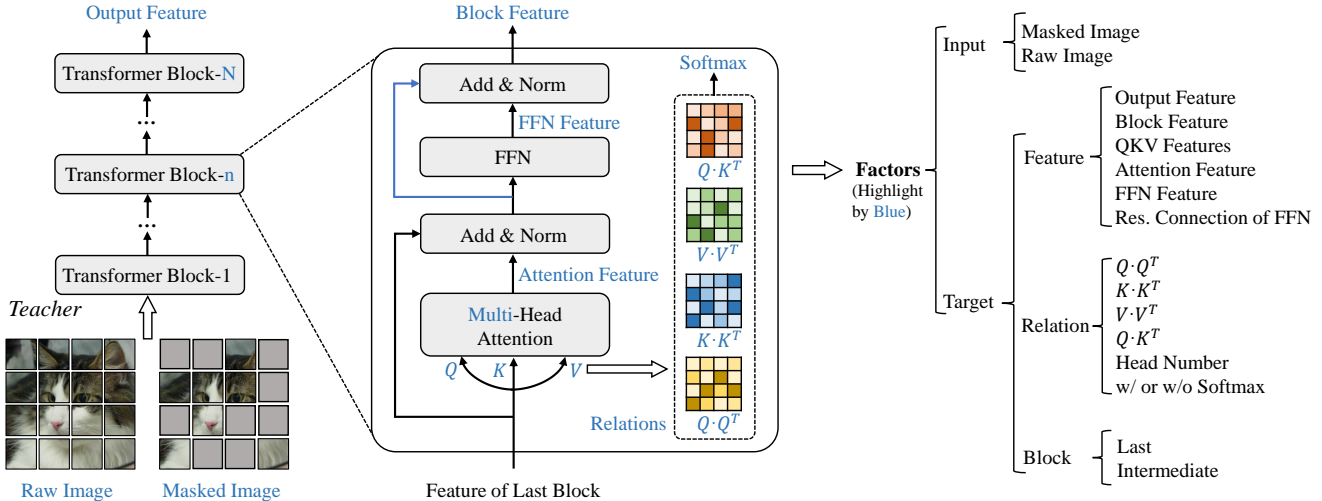 Output Feature
Transformer Block-N
...
Transformer Block-n
...
Transformer Block-1
Teacher
Raw Image
Masked Image
Block Feature
Add & Norm
FFN Feature
FFN
Add & Norm
Attention Feature
Multi-Head
Attention
Q
K
V
Feature of Last Block
Softmax
Q·K^T
V·V^T
K·K^T
Q·Q^T
Relations
Factors
(Highlight
by Blue)
Input
Masked Image
Raw Image
Target
Feature
Output Feature
Block Feature
QKV Features
Attention Feature
FFN Feature
Res. Connection of FFN
Relation
Q·Q^T
K·K^T
V·V^T
Q·K^T
Head Number
w/ or w/o Softmax
Block
Last
Intermediate